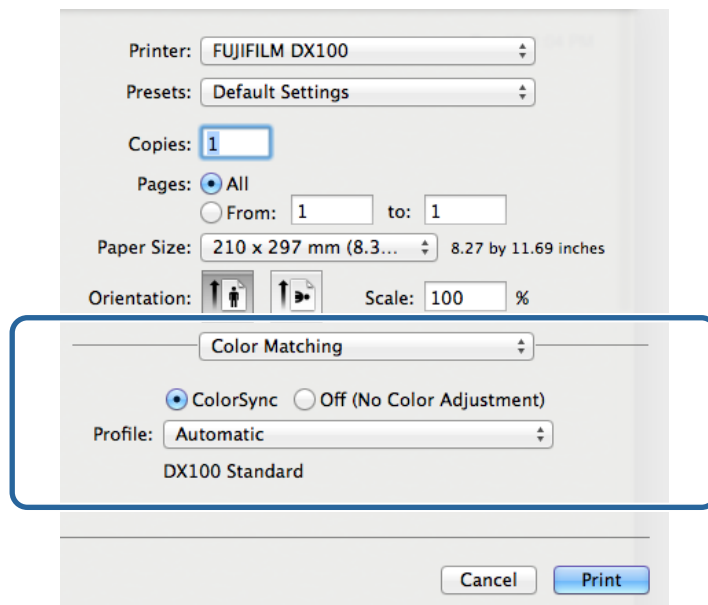 Printer: FUJIFILM DX100
Presets: Default Settings
Copies: 1
Pages: All
From: 1 to: 1
Paper Size: 210 x 297 mm (8.3... 8.27 by 11.69 inches
Orientation: Scale: 100 %
Color Matching
ColorSync Off (No Color Adjustment)
Profile: Automatic
DX100 Standard
Cancel Print